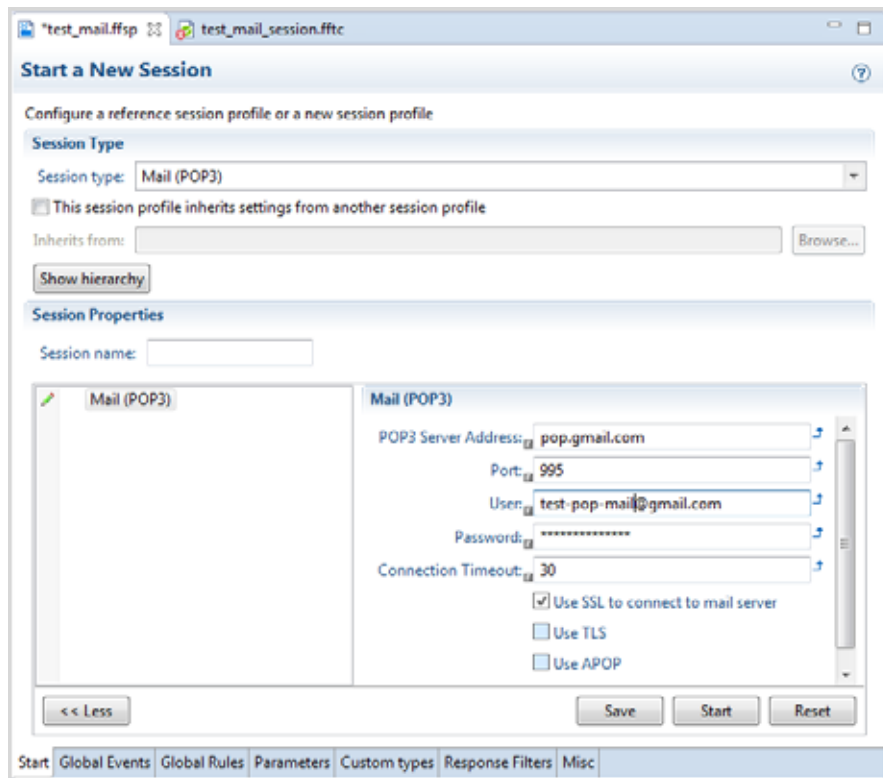 *test_mail.ffsp test_mail_session.fftc
Start a New Session
Configure a reference session profile or a new session profile
Session Type
Session type: Mail (POP3)
This session profile inherits settings from another session profile
Inherits from: Browse...
Show hierarchy
Session Properties
Session name:
Mail (POP3)
Mail (POP3)
POP3 Server Address: pop.gmail.com
Port: 995
User: test-pop-mail@gmail.com
Password: **************
Connection Timeout: 30
Use SSL to connect to mail server
Use TLS
Use APOP
<< Less Save Start Reset
Start Global Events Global Rules Parameters Custom types Response Filters Misc